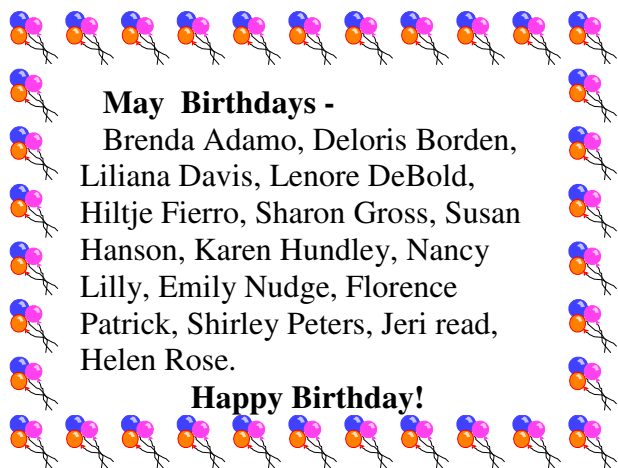 May  Birthdays -
Brenda Adamo, Deloris Borden,
Liliana Davis, Lenore DeBold,
Hiltje Fierro, Sharon Gross, Susan
Hanson, Karen Hundley, Nancy
Lilly, Emily Nudge, Florence
Patrick, Shirley Peters, Jeri read,
Helen Rose.
Happy Birthday!